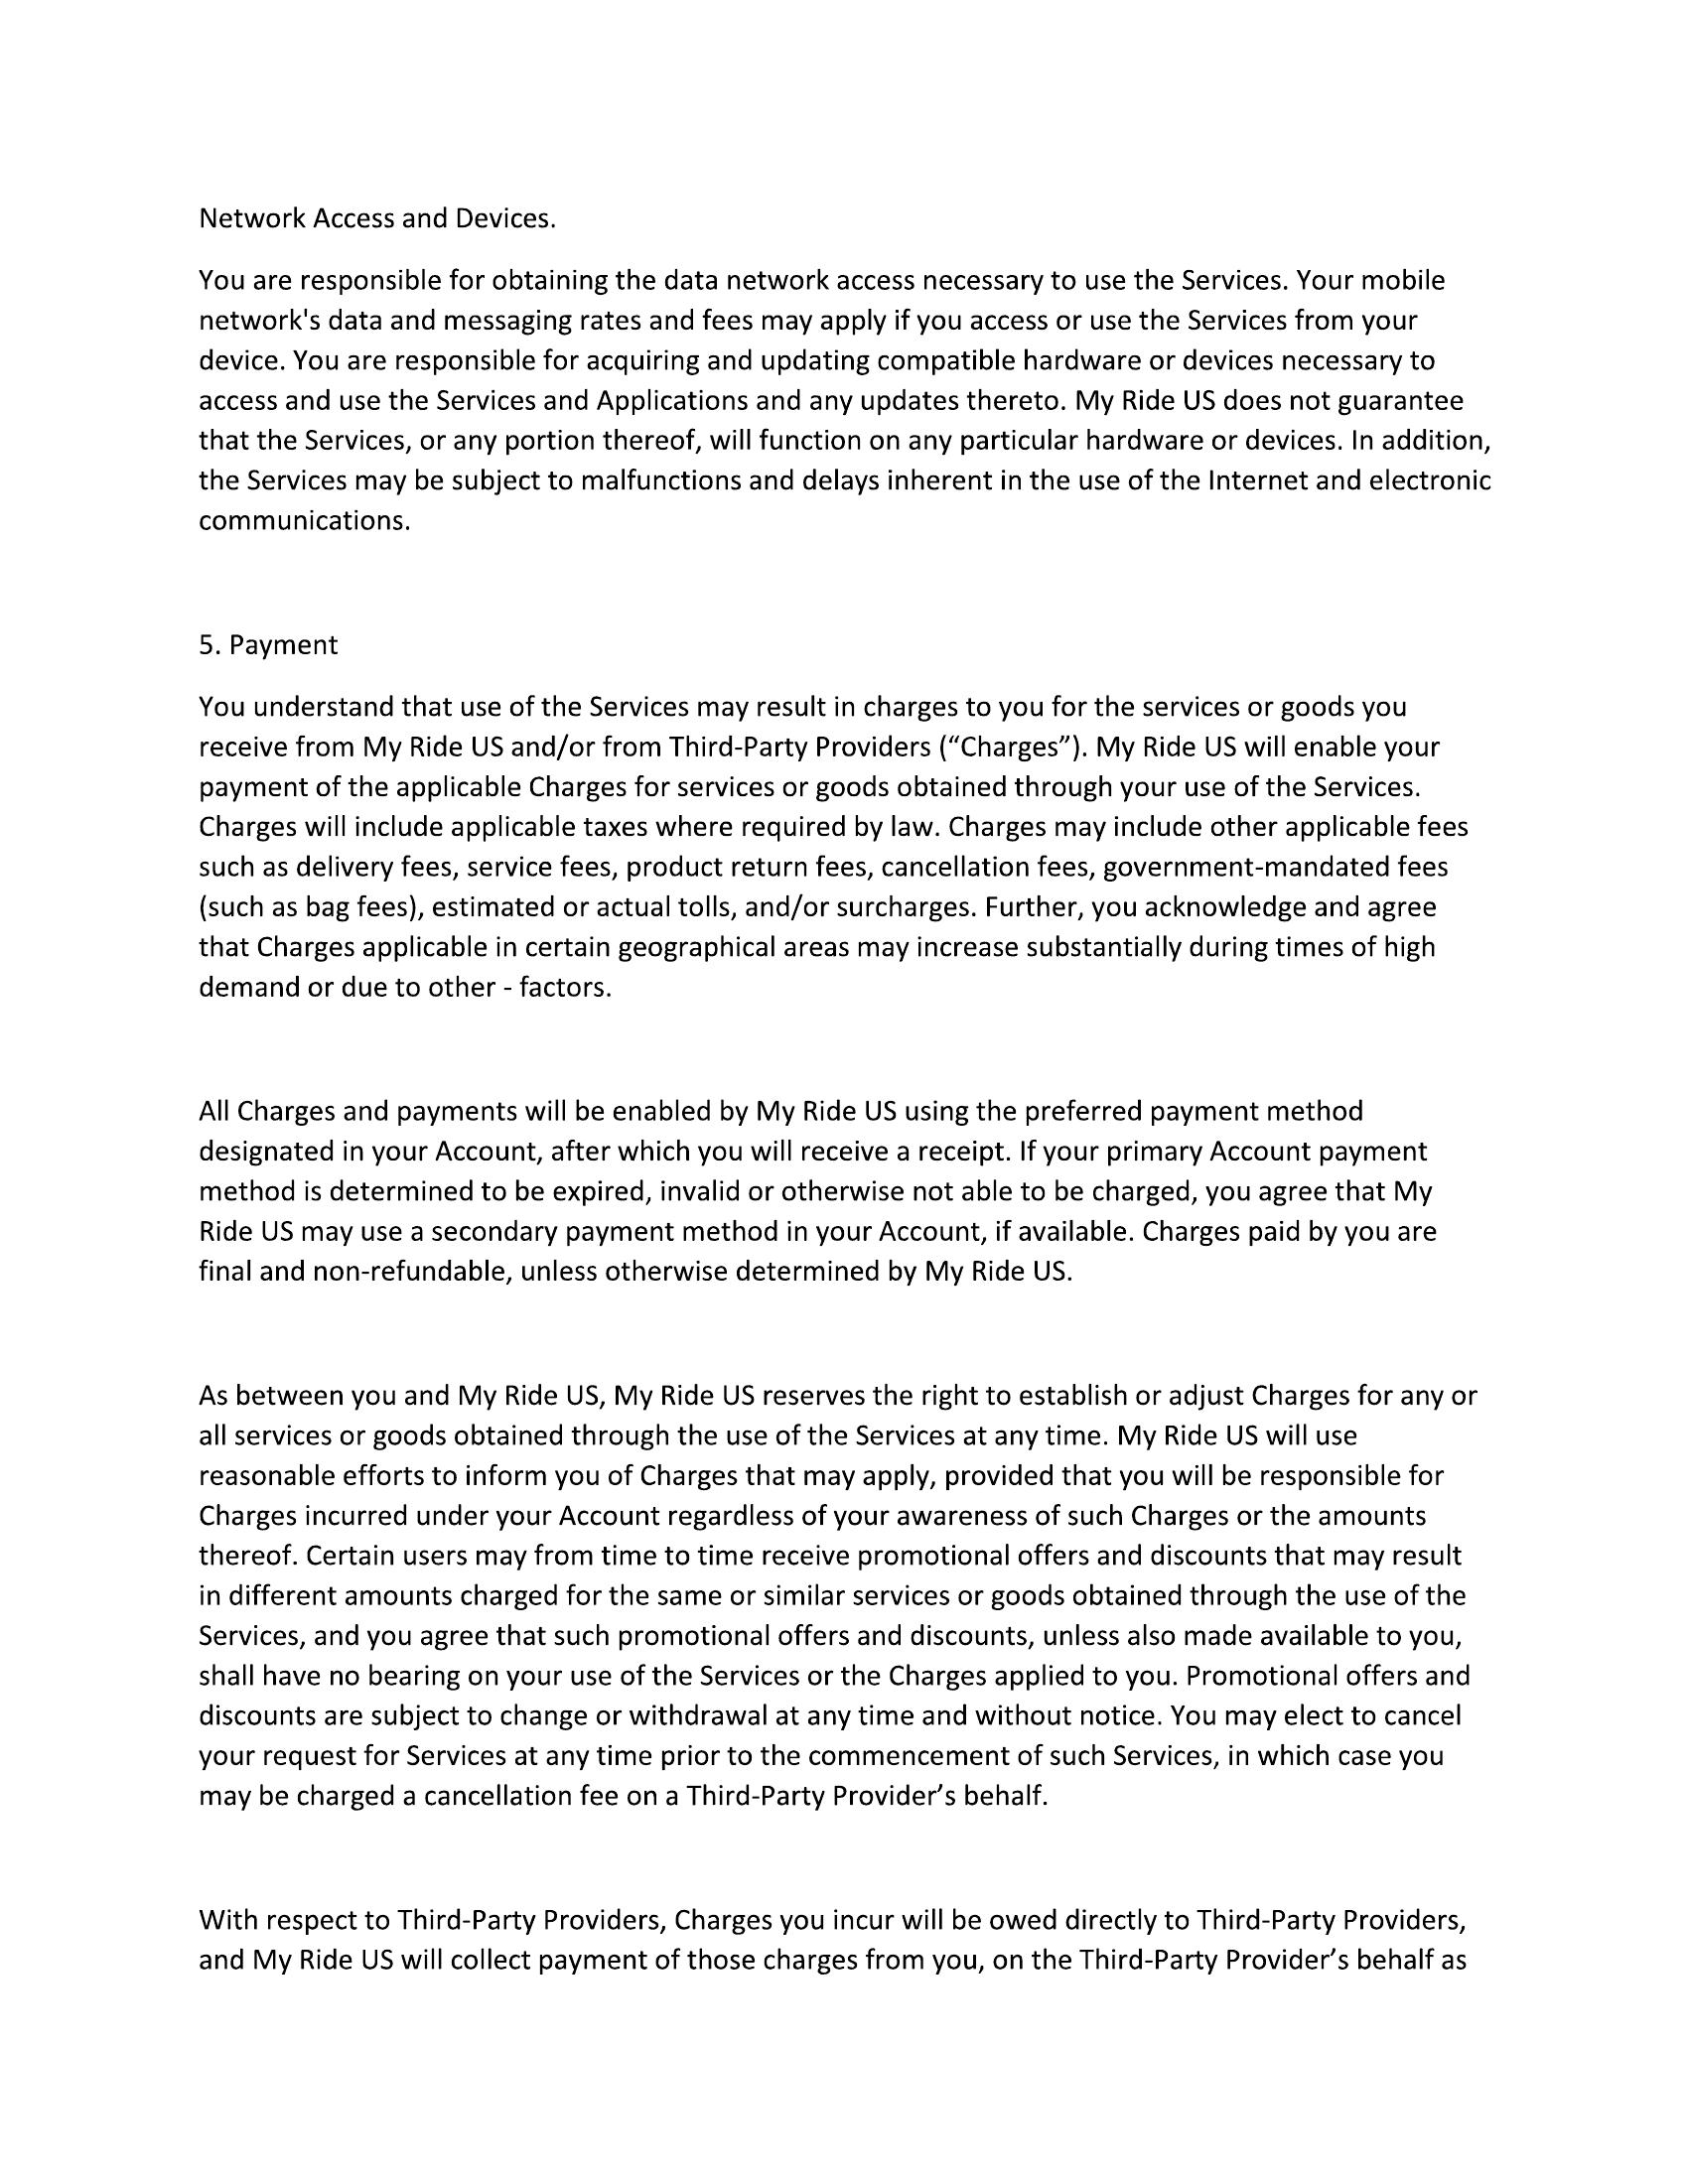 Network Access and Devices.
You are responsible for obtaining the data network access necessary to use the Services. Your mobile
network's data and messaging rates and fees may apply if you access or use the Services from your
device. You are responsible for acquiring and updating compatible hardware or devices necessary to
access and use the Services and Applications and any updates thereto. My Ride US does not guarantee
that the Services, or any portion thereof, will function on any particular hardware or devices. In addition,
the Services may be subject to malfunctions and delays inherent in the use of the Internet and electronic
communications.
5. Payment
You understand that use of the Services may result in charges to you for the services or goods you
receive from My Ride US and/or from Third-Party Providers (“Charges”). My Ride US will enable your
payment of the applicable Charges for services or goods obtained through your use of the Services.
Charges will include applicable taxes where required by law. Charges may include other applicable fees
such as delivery fees, service fees, product return fees, cancellation fees, government-mandated fees
(such as bag fees), estimated or actual tolls, and/or surcharges. Further, you acknowledge and agree
that Charges applicable in certain geographical areas may increase substantially during times of high
demand or due to other - factors.
All Charges and payments will be enabled by My Ride US using the preferred payment method
designated in your Account, after which you will receive a receipt. If your primary Account payment
method is determined to be expired, invalid or otherwise not able to be charged, you agree that My
Ride US may use a secondary payment method in your Account, if available. Charges paid by you are
final and non-refundable, unless otherwise determined by My Ride US.
As between you and My Ride US, My Ride US reserves the right to establish or adjust Charges for any or
all services or goods obtained through the use of the Services at any time. My Ride US will use
reasonable efforts to inform you of Charges that may apply, provided that you will be responsible for
Charges incurred under your Account regardless of your awareness of such Charges or the amounts
thereof. Certain users may from time to time receive promotional offers and discounts that may result
in different amounts charged for the same or similar services or goods obtained through the use of the
Services, and you agree that such promotional offers and discounts, unless also made available to you,
shall have no bearing on your use of the Services or the Charges applied to you. Promotional offers and
discounts are subject to change or withdrawal at any time and without notice. You may elect to cancel
your request for Services at any time prior to the commencement of such Services, in which case you
may be charged a cancellation fee on a Third-Party Provider’s behalf.
With respect to Third-Party Providers, Charges you incur will be owed directly to Third-Party Providers,
and My Ride US will collect payment of those charges from you, on the Third-Party Provider’s behalf as